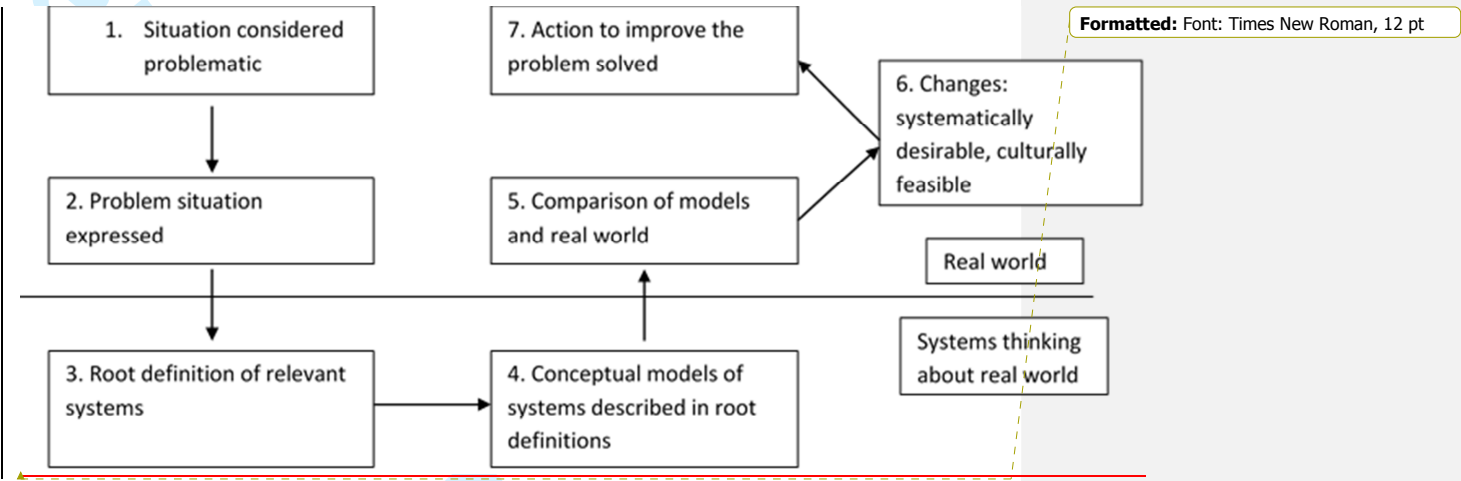 1. Situation considered
problematic
7. Action to improve the
problem solved
Formatted: Font: Times New Roman, 12 pt
6. Changes:
systematically
desirable, culturally
feasible
2. Problem situation
expressed
5. Comparison of models
and real world
Real world
Systems thinking
about real world
3. Root definition of relevant
systems
4. Conceptual models of
systems described in root
definitions